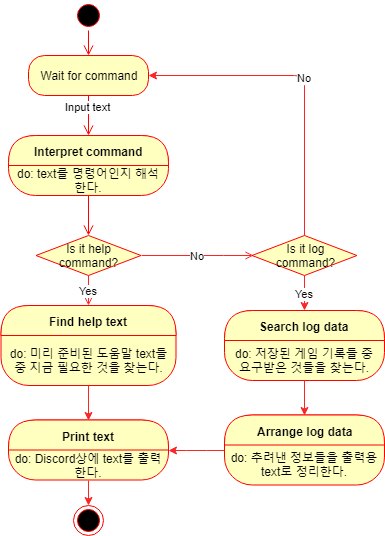 Wait for command
No
Input text
Interpret command
do: text를 명령어인지 해석
한다.
Is it help
command?
No
Is it log
command?
Yes
Yes
Find help text
do: 미리 준비된 도움말 text들
중 지금 필요한 것을 찾는다.
Search log data
do: 저장된 게임 기록들 중
요구받은 것들을 찾는다.
Print text
do: Discord상에 text를 출력
한다.
Arrange log data
do: 추려낸 정보들을 출력용
text로 정리한다.